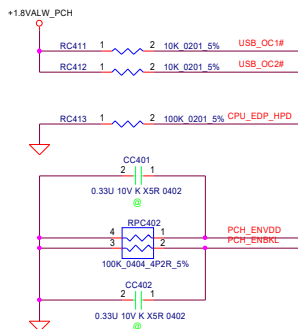 +1.8VALW_PCH
RC411 1 2 10K_0201_5% USB_OC1#
RC412 1 2 10K_0201_5% USB_OC2#
RC413 1 2 100K_0201_5% CPU_EDP_HPD
CC401
2 1
0.33U 10V K X5R 0402
@
RPC402
4 1 PCH_ENVDD
3 2 PCH_ENBKL
100K_0404_4P2R_5%
CC402
2 1
0.33U 10V K X5R 0402
@